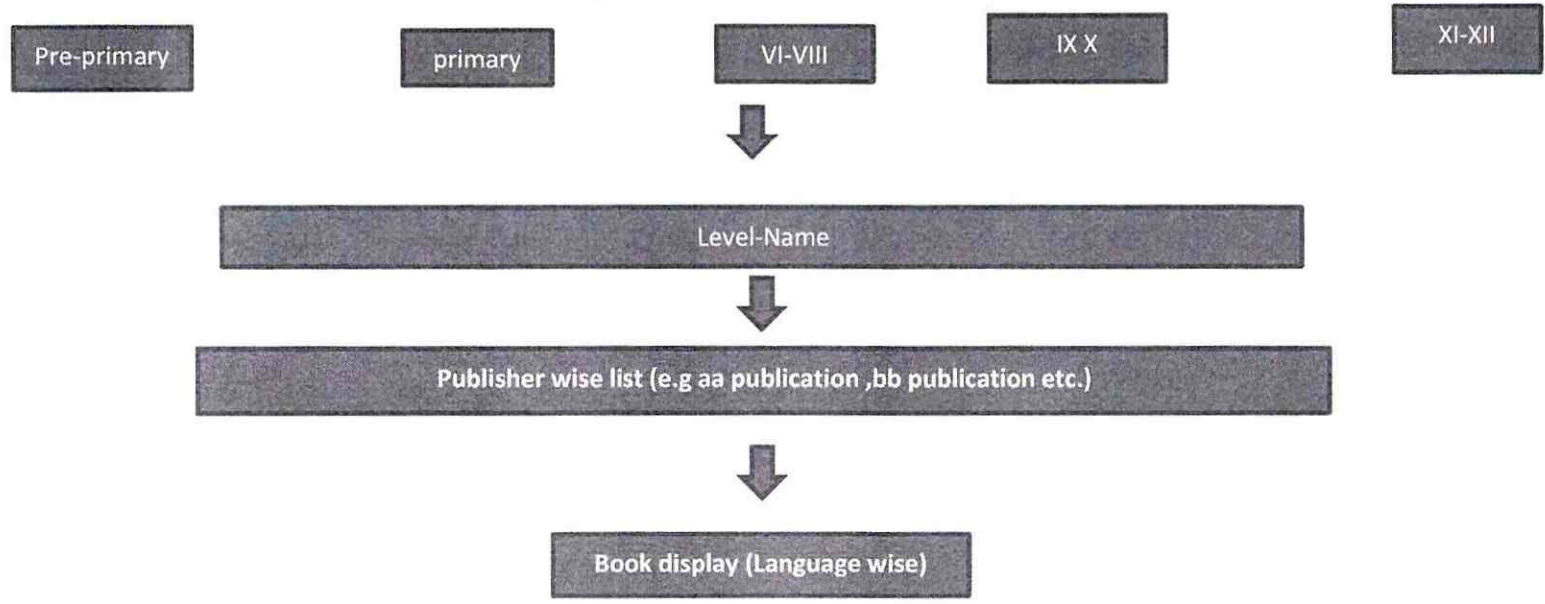 Pre-primary
primary
VI-VIII
IX X
XI-XII
Level-Name
Publisher wise list (e.g aa publication ,bb publication etc.)
Book display (Language wise)